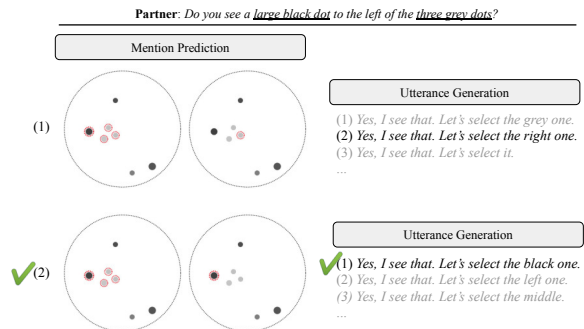 Partner: Do you see a large black dot to the left of the three grey dots?
Mention Prediction
Utterance Generation
(1)
(1) Yes, I see that. Let's select the grey one.
(2) Yes, I see that. Let's select the right one.
(3) Yes, I see that. Let's select it.
...
Utterance Generation
(2)
(1) Yes, I see that. Let's select the black one.
(2) Yes, I see that. Let's select the left one.
(3) Yes, I see that. Let's select the middle.
...